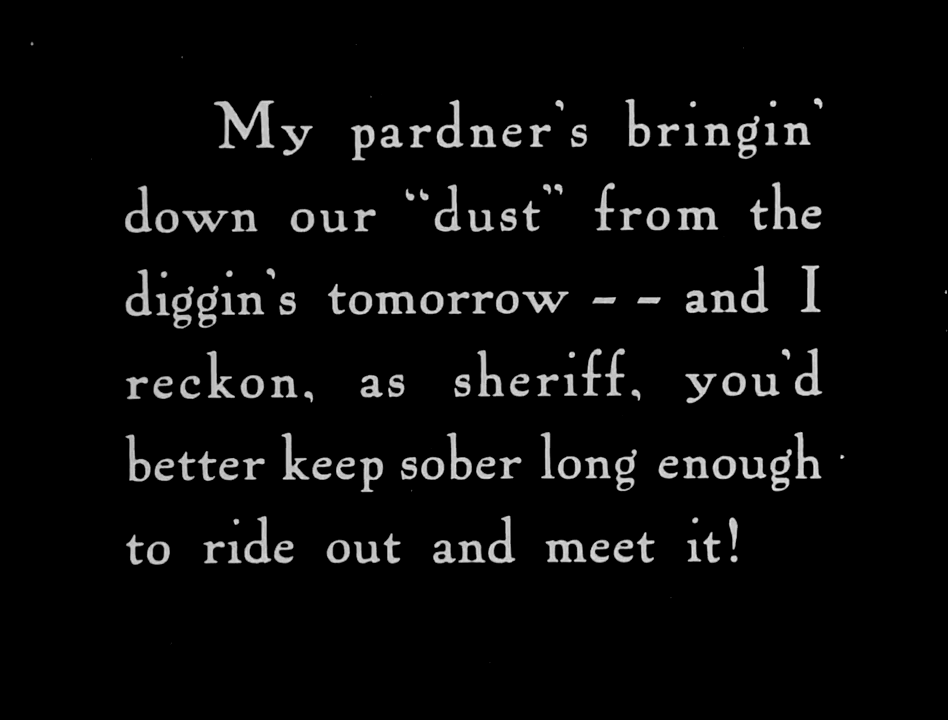 My pardner's bringin'
down our “dust” from the
diggin's tomorrow -- and I
reckon, as sheriff, you'd
better keep sober long enough
to ride out and meet it!